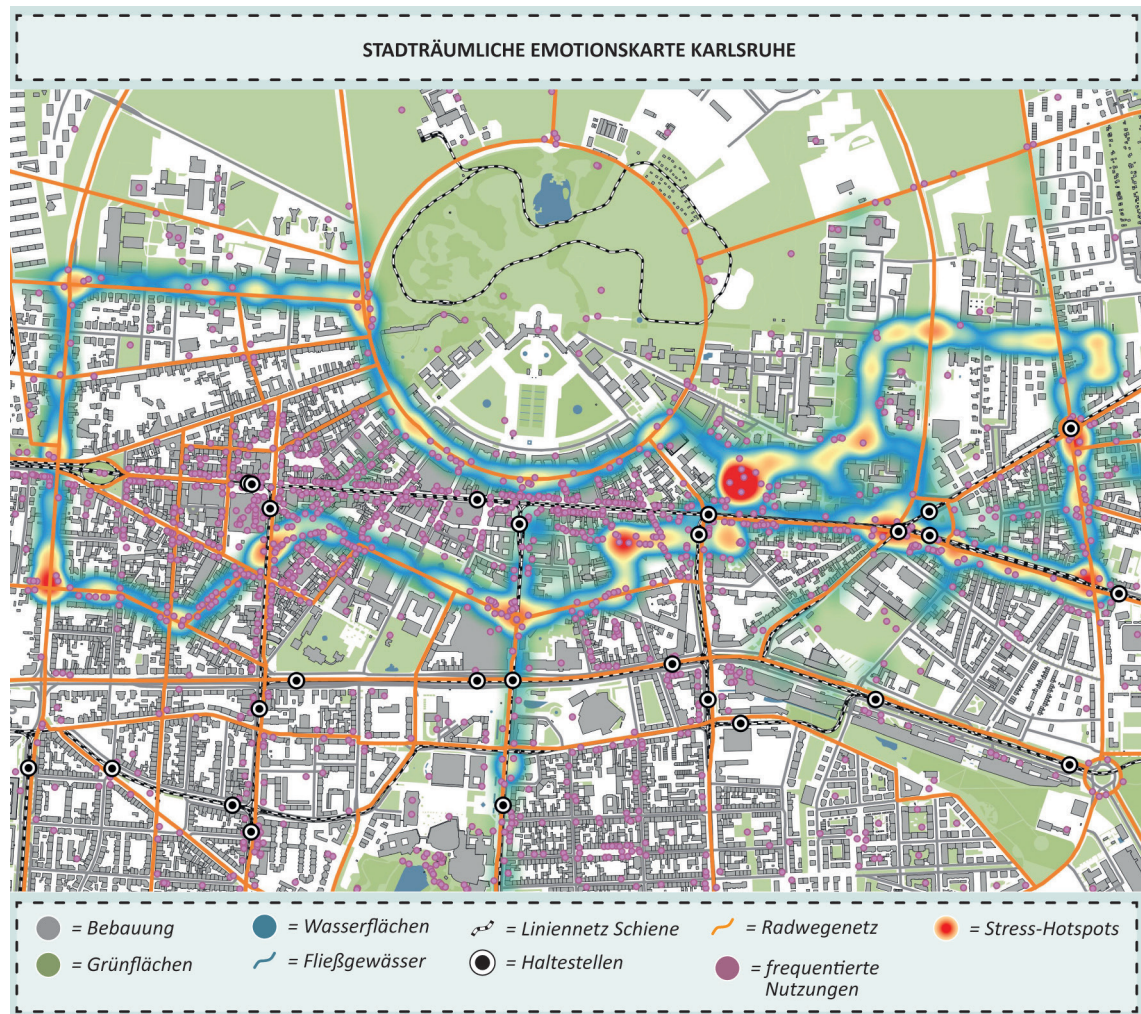 STADTRÄUMLICHE EMOTIONSKARTE KARLSRUHE
= Bebauung
= Wasserflächen
= Liniennetz Schiene
= Radwegenetz
= Stress-Hotspots
= Grünflächen
= Fließgewässer
= Haltestellen
= frequentierte
Nutzungen